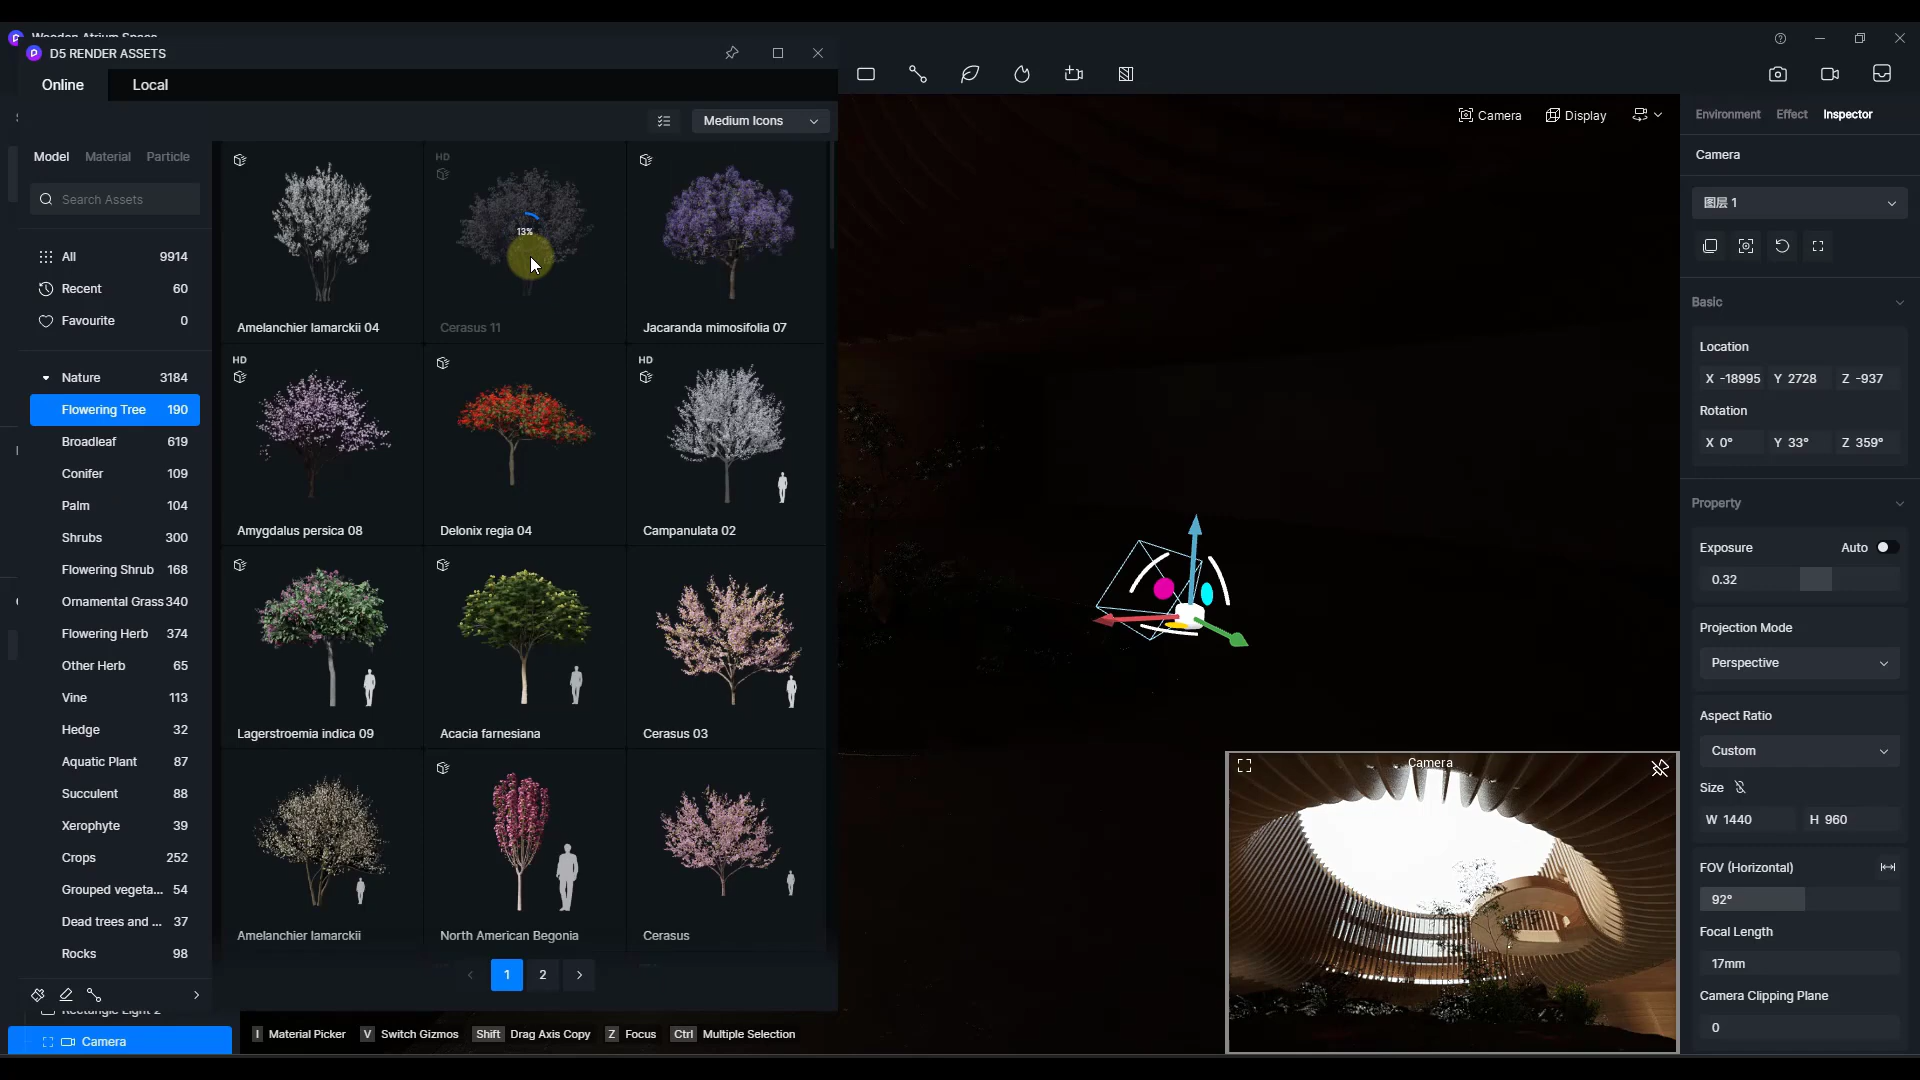 Wooden Atrium Space
D5 RENDER ASSETS
Online
Local
Medium Icons
Model
Material
Particle
Search Assets
All 9914
Recent 60
Favourite 0
Nature 3184
Flowering Tree 190
Broadleaf 619
Conifer 109
Palm 104
Shrubs 300
Flowering Shrub 168
Ornamental Grass 340
Flowering Herb 374
Other Herb 65
Vine 113
Hedge 32
Aquatic Plant 87
Succulent 88
Xerophyte 39
Crops 252
Grouped vegeta... 54
Dead trees and ... 37
Rocks 98
Rectangle Light 2
Camera
Amelanchier lamarckii 04
HD
13%
Cerasus 11
Jacaranda mimosifolia 07
HD
Amygdalus persica 08
Delonix regia 04
HD
Campanulata 02
Lagerstroemia indica 09
Acacia farnesiana
Cerasus 03
Amelanchier lamarckii
North American Begonia
Cerasus
1
2
I Material Picker
V Switch Gizmos
Shift Drag Axis Copy
Z Focus
Ctrl Multiple Selection
Camera
Display
Camera
Environment
Effect
Inspector
Camera
图层 1
Basic
Location
X -18995 Y 2728 Z -937
Rotation
X 0° Y 33° Z 359°
Property
Exposure
Auto
0.32
Projection Mode
Perspective
Aspect Ratio
Custom
Size
W 1440 H 960
FOV (Horizontal)
92°
Focal Length
17mm
Camera Clipping Plane
0